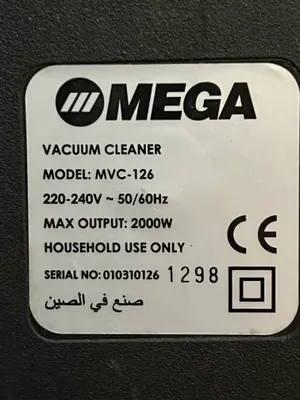 MEGA
VACUUM CLEANER
MODEL: MVC-126
220-240V ~ 50/60Hz
MAX OUTPUT: 2000W
HOUSEHOLD USE ONLY
CE
SERIAL NO: 010310126 1298
صنع في الصين